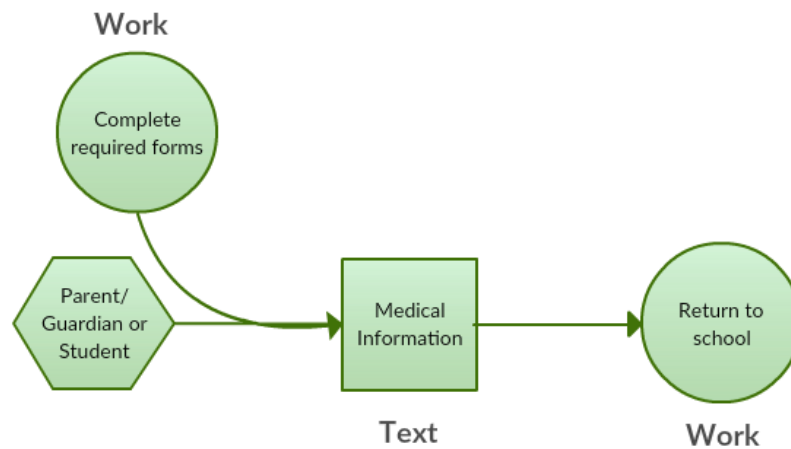 Work
Complete
required forms
Parent/
Guardian or
Student
Medical
Information
Text
Return to
school
Work